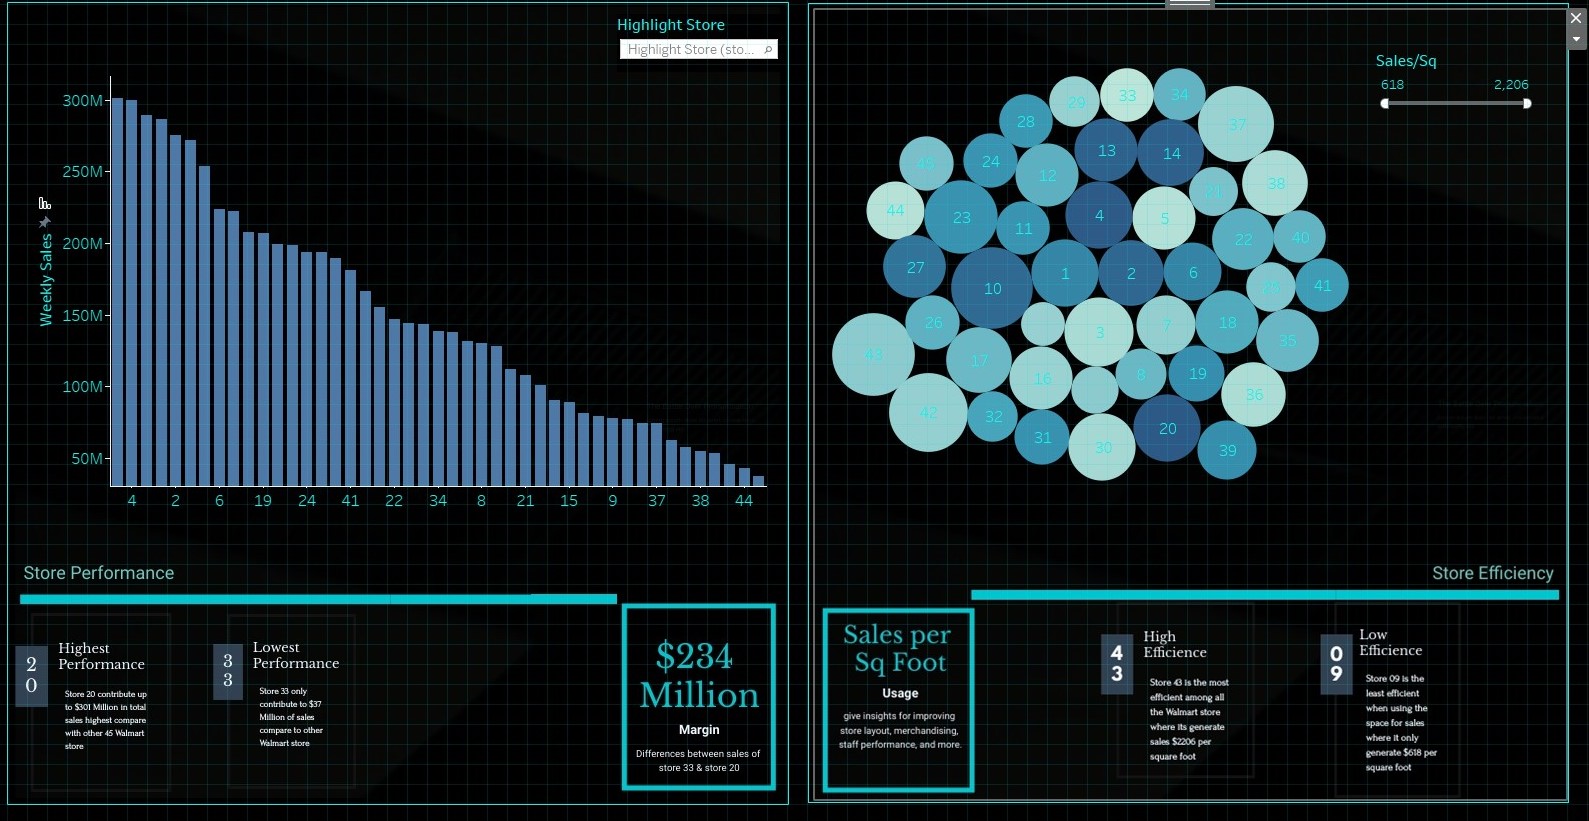 Highlight Store
Highlight Store (sto...
300M
250M
200M
150M
100M
50M
Weekly Sales
4 2 6 19 24 41 22 34 8 21 15 9 37 38 44
Store Performance
2
0
Highest
Performance
Store 20 contribute up
to $301 Million in total
sales highest compare
with other 45 Walmart
store
3
3
Lowest
Performance
Store 33 only
contribute to $37
Million of sales
compare to other
Walmart store
$234
Million
Margin
Differences between sales of
store 33 & store 20
Sales/Sq
618 2,206
29 33 34
28 37
13 14
24 12
45
38
21
44 23 11 4 5
22 40
27 10 1 2 6
25 41
26 3 7 18
43 17 35
16 8 19
36
42 32
31 30 20 39
Store Efficiency
Sales per
Sq Foot
Usage
give insights for improving
store layout, merchandising,
staff performance, and more.
4
3
High
Efficience
Store 43 is the most
efficient among all
the Walmart store
where its generate
sales $2206 per
square foot
0
9
Low
Efficience
Store 09 is the
least efficient
when using the
space for sales
where it only
generate $618 per
square foot